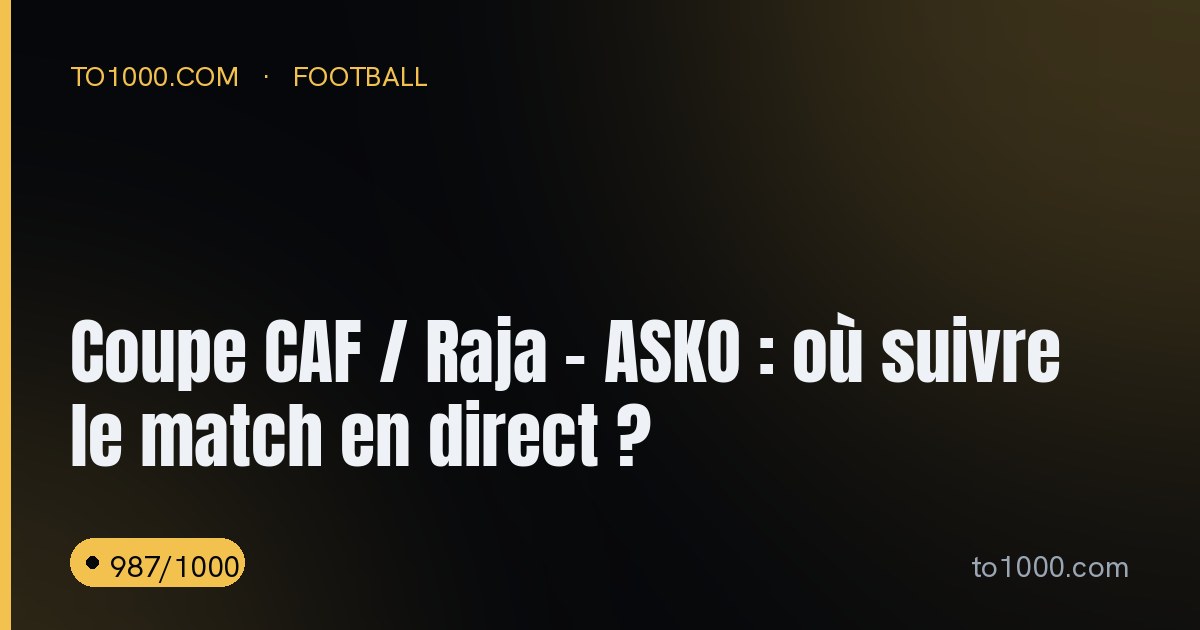 TO1000.COM · FOOTBALL
Coupe CAF / Raja - ASKO : où suivre
le match en direct ?
987/1000
to1000.com